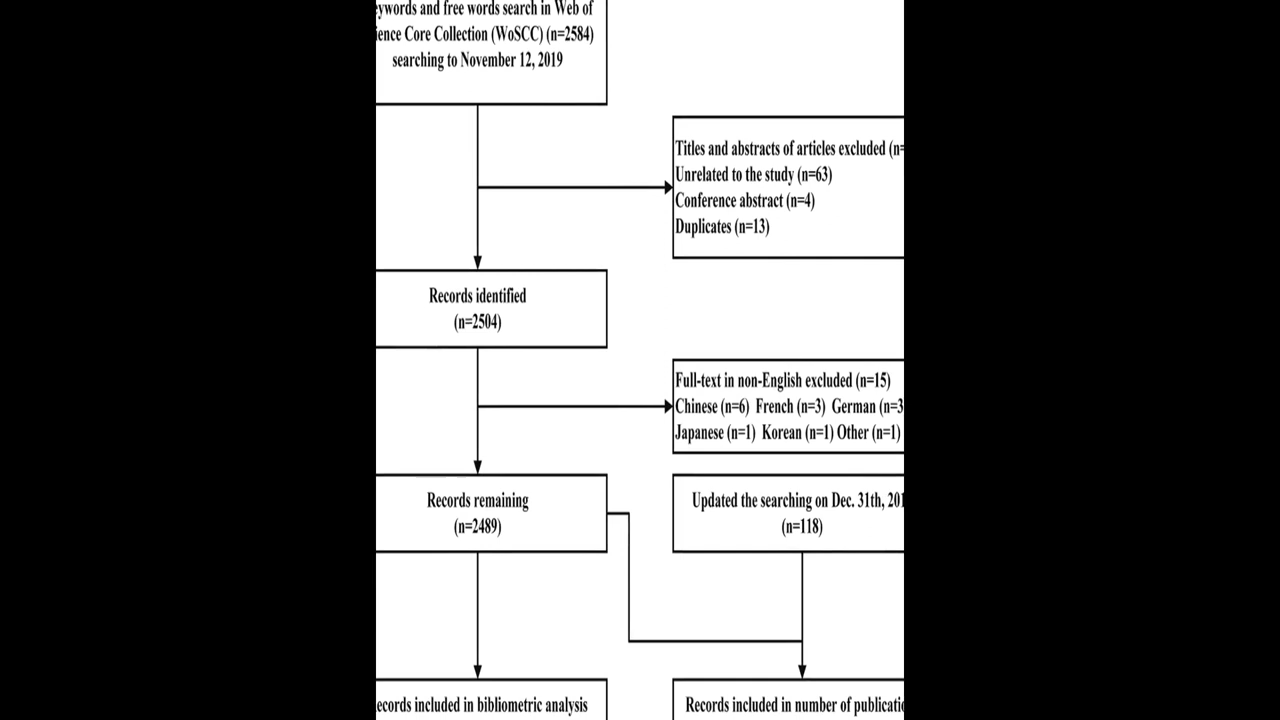 eywords and free words search in Web of
ience Core Collection (WoSCC) (n=2584)
searching to November 12, 2019
Titles and abstracts of articles excluded (n=
Unrelated to the study (n=63)
Conference abstract (n=4)
Duplicates (n=13)
Records identified
(n=2504)
Full-text in non-English excluded (n=15)
Chinese (n=6) French (n=3) German (n=3
Japanese (n=1) Korean (n=1) Other (n=1)
Records remaining
(n=2489)
Updated the searching on Dec. 31th, 201
(n=118)
ecords included in bibliometric analysis
Records included in number of publicatio